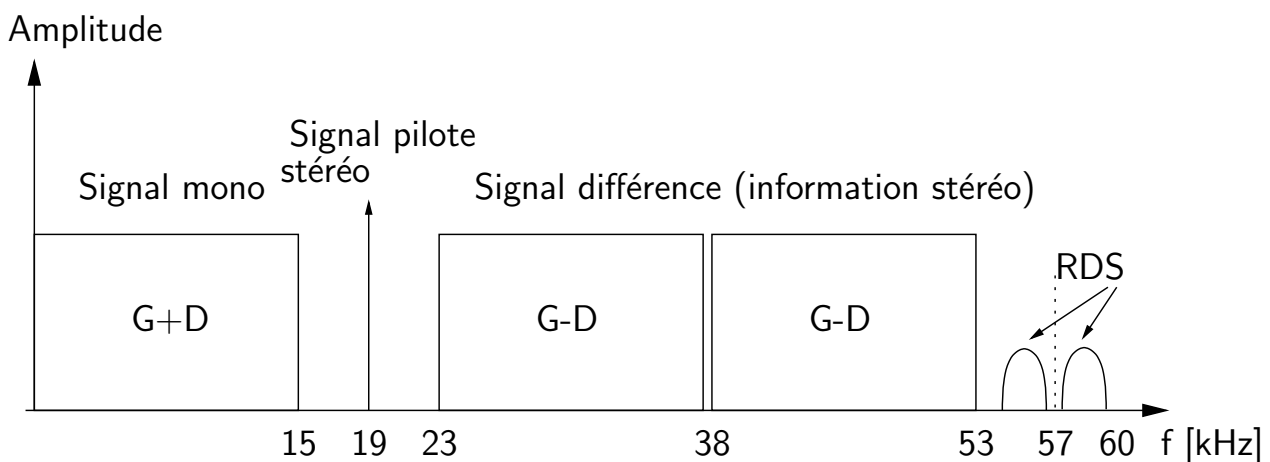 Amplitude
Signal pilote
stéréo
Signal mono
Signal différence (information stéréo)
RDS
G+D
G-D
G-D
15
19
23
38
53
57
60
f [kHz]